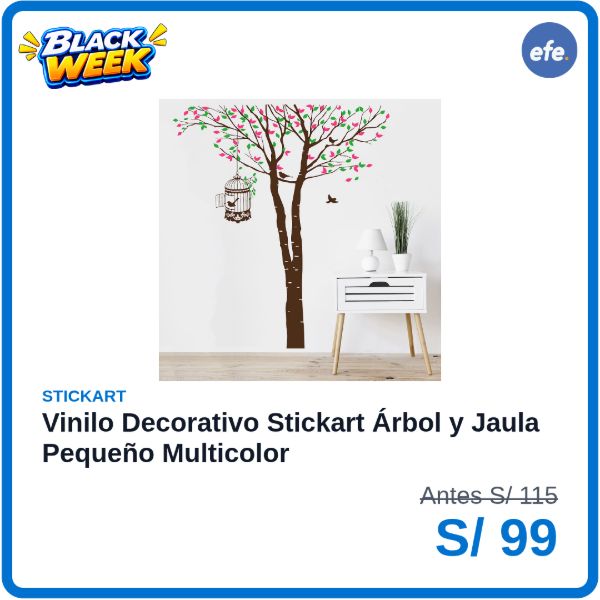 BLACK
WEEK
efe.
STICKART
Vinilo Decorativo Stickart Árbol y Jaula
Pequeño Multicolor
Antes S/ 115
S/ 99